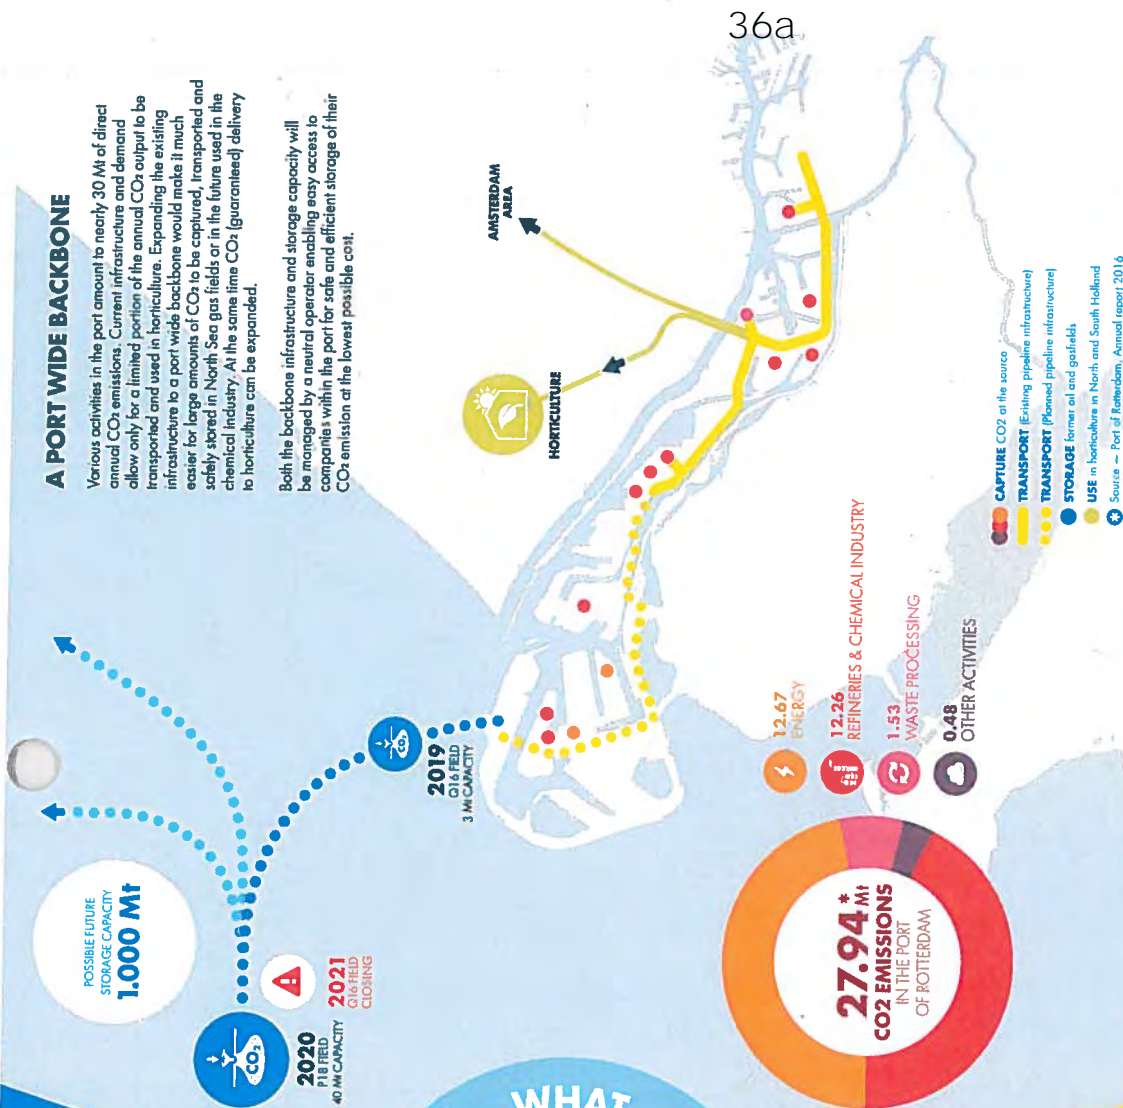 36a
A PORT WIDE BACKBONE
Various activities in the port amount to nearly 30 Mt of direct
annual CO₂ emissions. Current infrastructure and demand
allow only for a limited portion of the annual CO₂ output to be
transported and used in horticulture. Expanding the existing
infrastructure to a port wide backbone would make it much
easier for large amounts of CO₂ to be captured, transported and
safely stored in North Sea gas fields or in the future used in the
chemical industry. At the same time CO₂ (guaranteed) delivery
to horticulture can be expanded.
Both the backbone infrastructure and storage capacity will
be managed by a neutral operator enabling easy access to
companies within the port for safe and efficient storage of their
CO₂ emission at the lowest possible cost.
AMSTERDAM
AREA
HORTICULTURE
POSSIBLE FUTURE
STORAGE CAPACITY
1.000 Mt
CO₂
2019
Q16 FIELD
3 Mt CAPACITY
CO₂
2020
P18 FIELD
40 Mt CAPACITY
2021
Q16 FIELD
CLOSING
27.94* Mt
CO2 EMISSIONS
IN THE PORT
OF ROTTERDAM
12.67
ENERGY
12.26
REFINERIES & CHEMICAL INDUSTRY
1.53
WASTE PROCESSING
0.48
OTHER ACTIVITIES
CAPTURE CO2 at the source
TRANSPORT (Existing pipeline infrastructure)
TRANSPORT (Planned pipeline infrastructure)
STORAGE former oil and gasfields
USE in horticulture in North and South Holland
* Source – Port of Rotterdam, Annual report 2016
WHAT